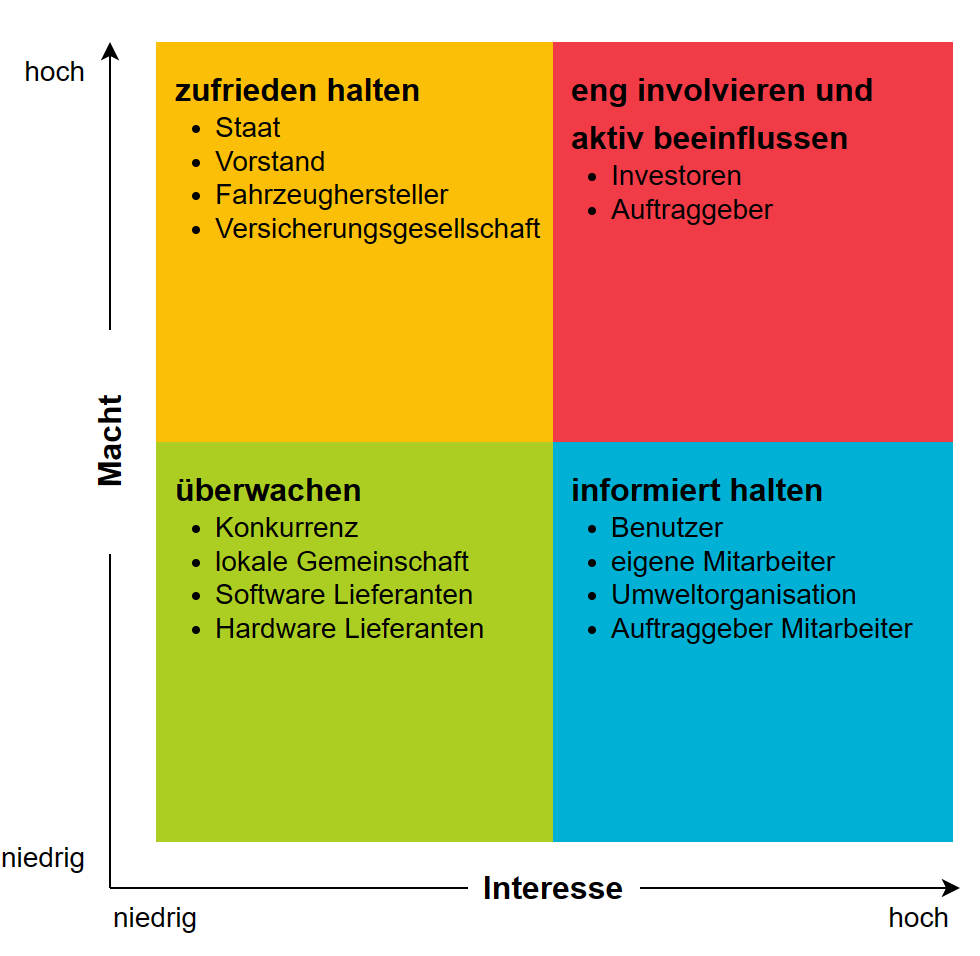 hoch
zufrieden halten
Staat
Vorstand
Fahrzeughersteller
Versicherungsgesellschaft
eng involvieren und
aktiv beeinflussen
Investoren
Auftraggeber
Macht
überwachen
Konkurrenz
lokale Gemeinschaft
Software Lieferanten
Hardware Lieferanten
informiert halten
Benutzer
eigene Mitarbeiter
Umweltorganisation
Auftraggeber Mitarbeiter
niedrig
Interesse
niedrig
hoch